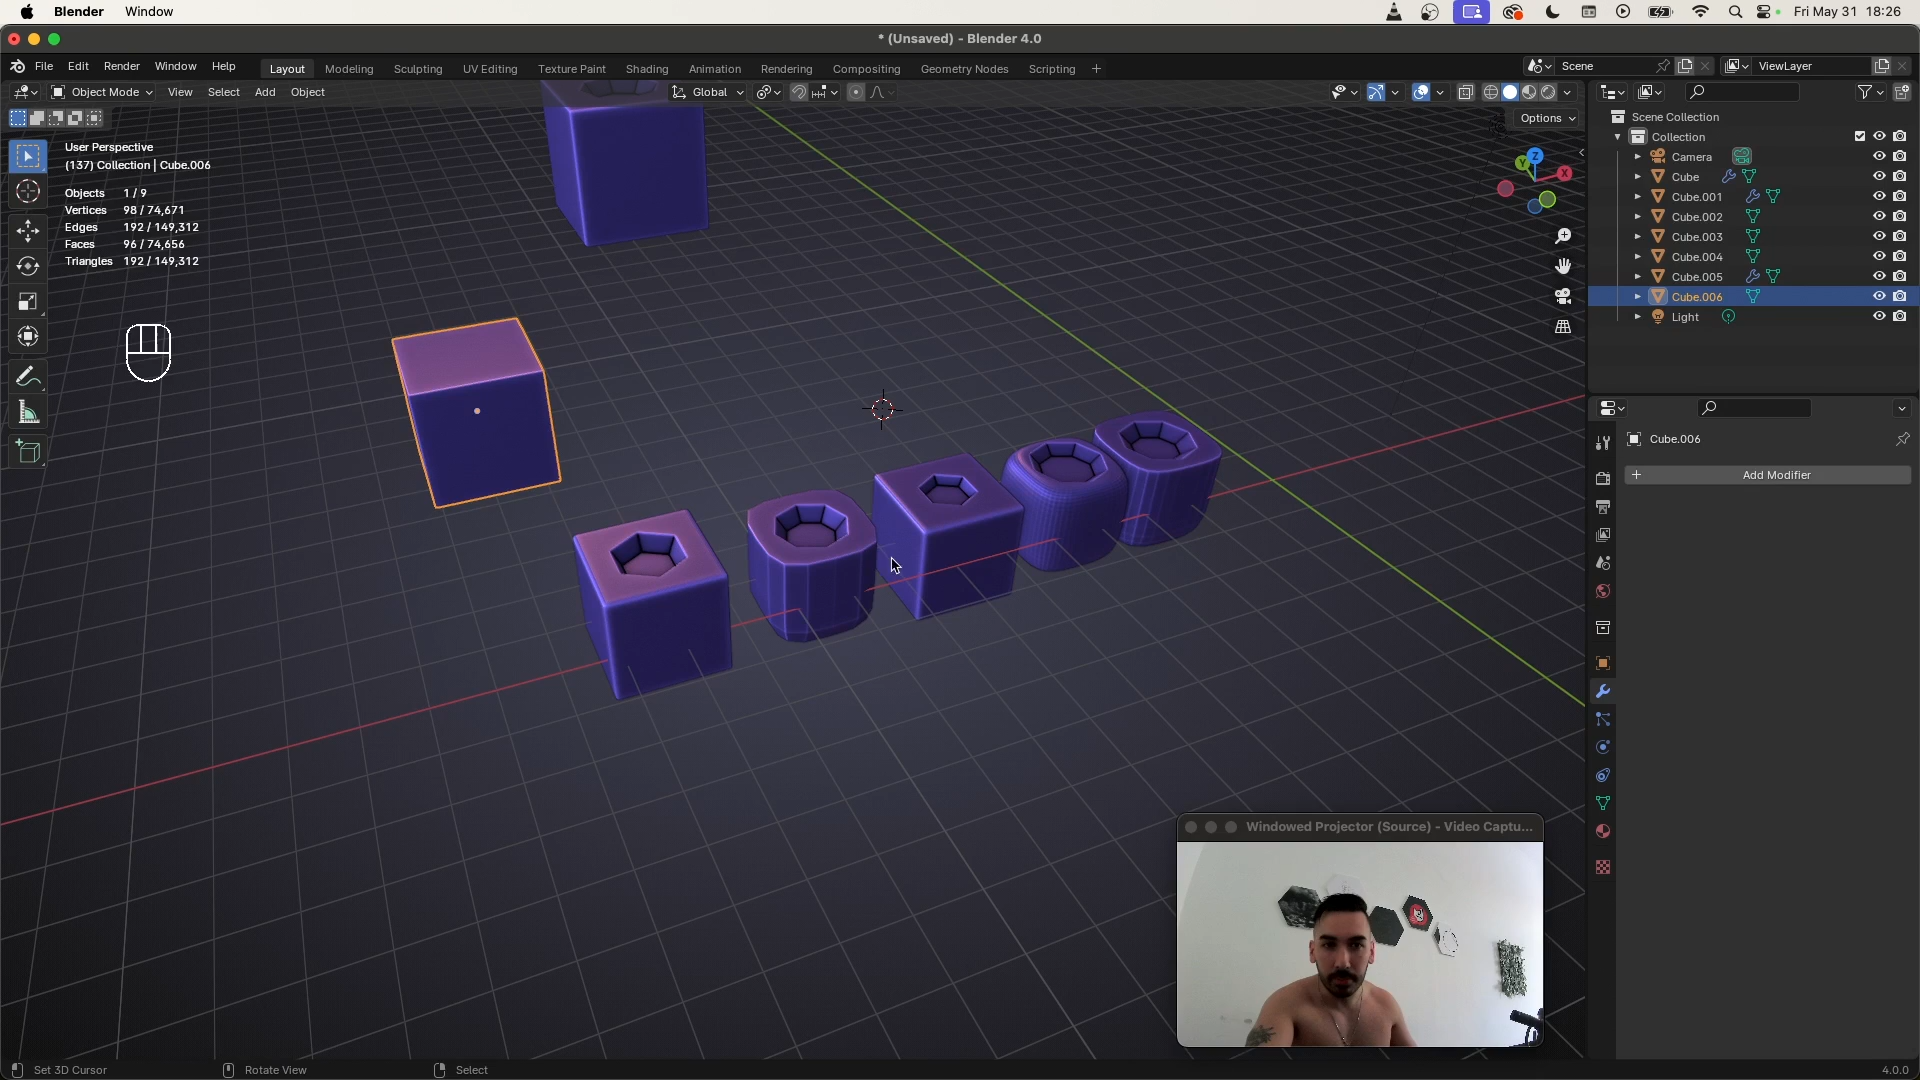 Blender Window Fri May 31 18:26
* (Unsaved) - Blender 4.0
File Edit Render Window Help Layout Modeling Sculpting UV Editing Texture Paint Shading Animation Rendering Compositing Geometry Nodes Scripting + Scene ViewLayer
Object Mode View Select Add Object Global
Options
User Perspective
(137) Collection | Cube.006
Objects 1 / 9
Vertices 98 / 74,671
Edges 192 / 149,312
Faces 96 / 74,656
Triangles 192 / 149,312
Z
Y
X
Scene Collection
Collection
Camera
Cube
Cube.001
Cube.002
Cube.003
Cube.004
Cube.005
Cube.006
Light
Cube.006
+ Add Modifier
Windowed Projector (Source) - Video Captu...
Set 3D Cursor Rotate View Select 4.0.0